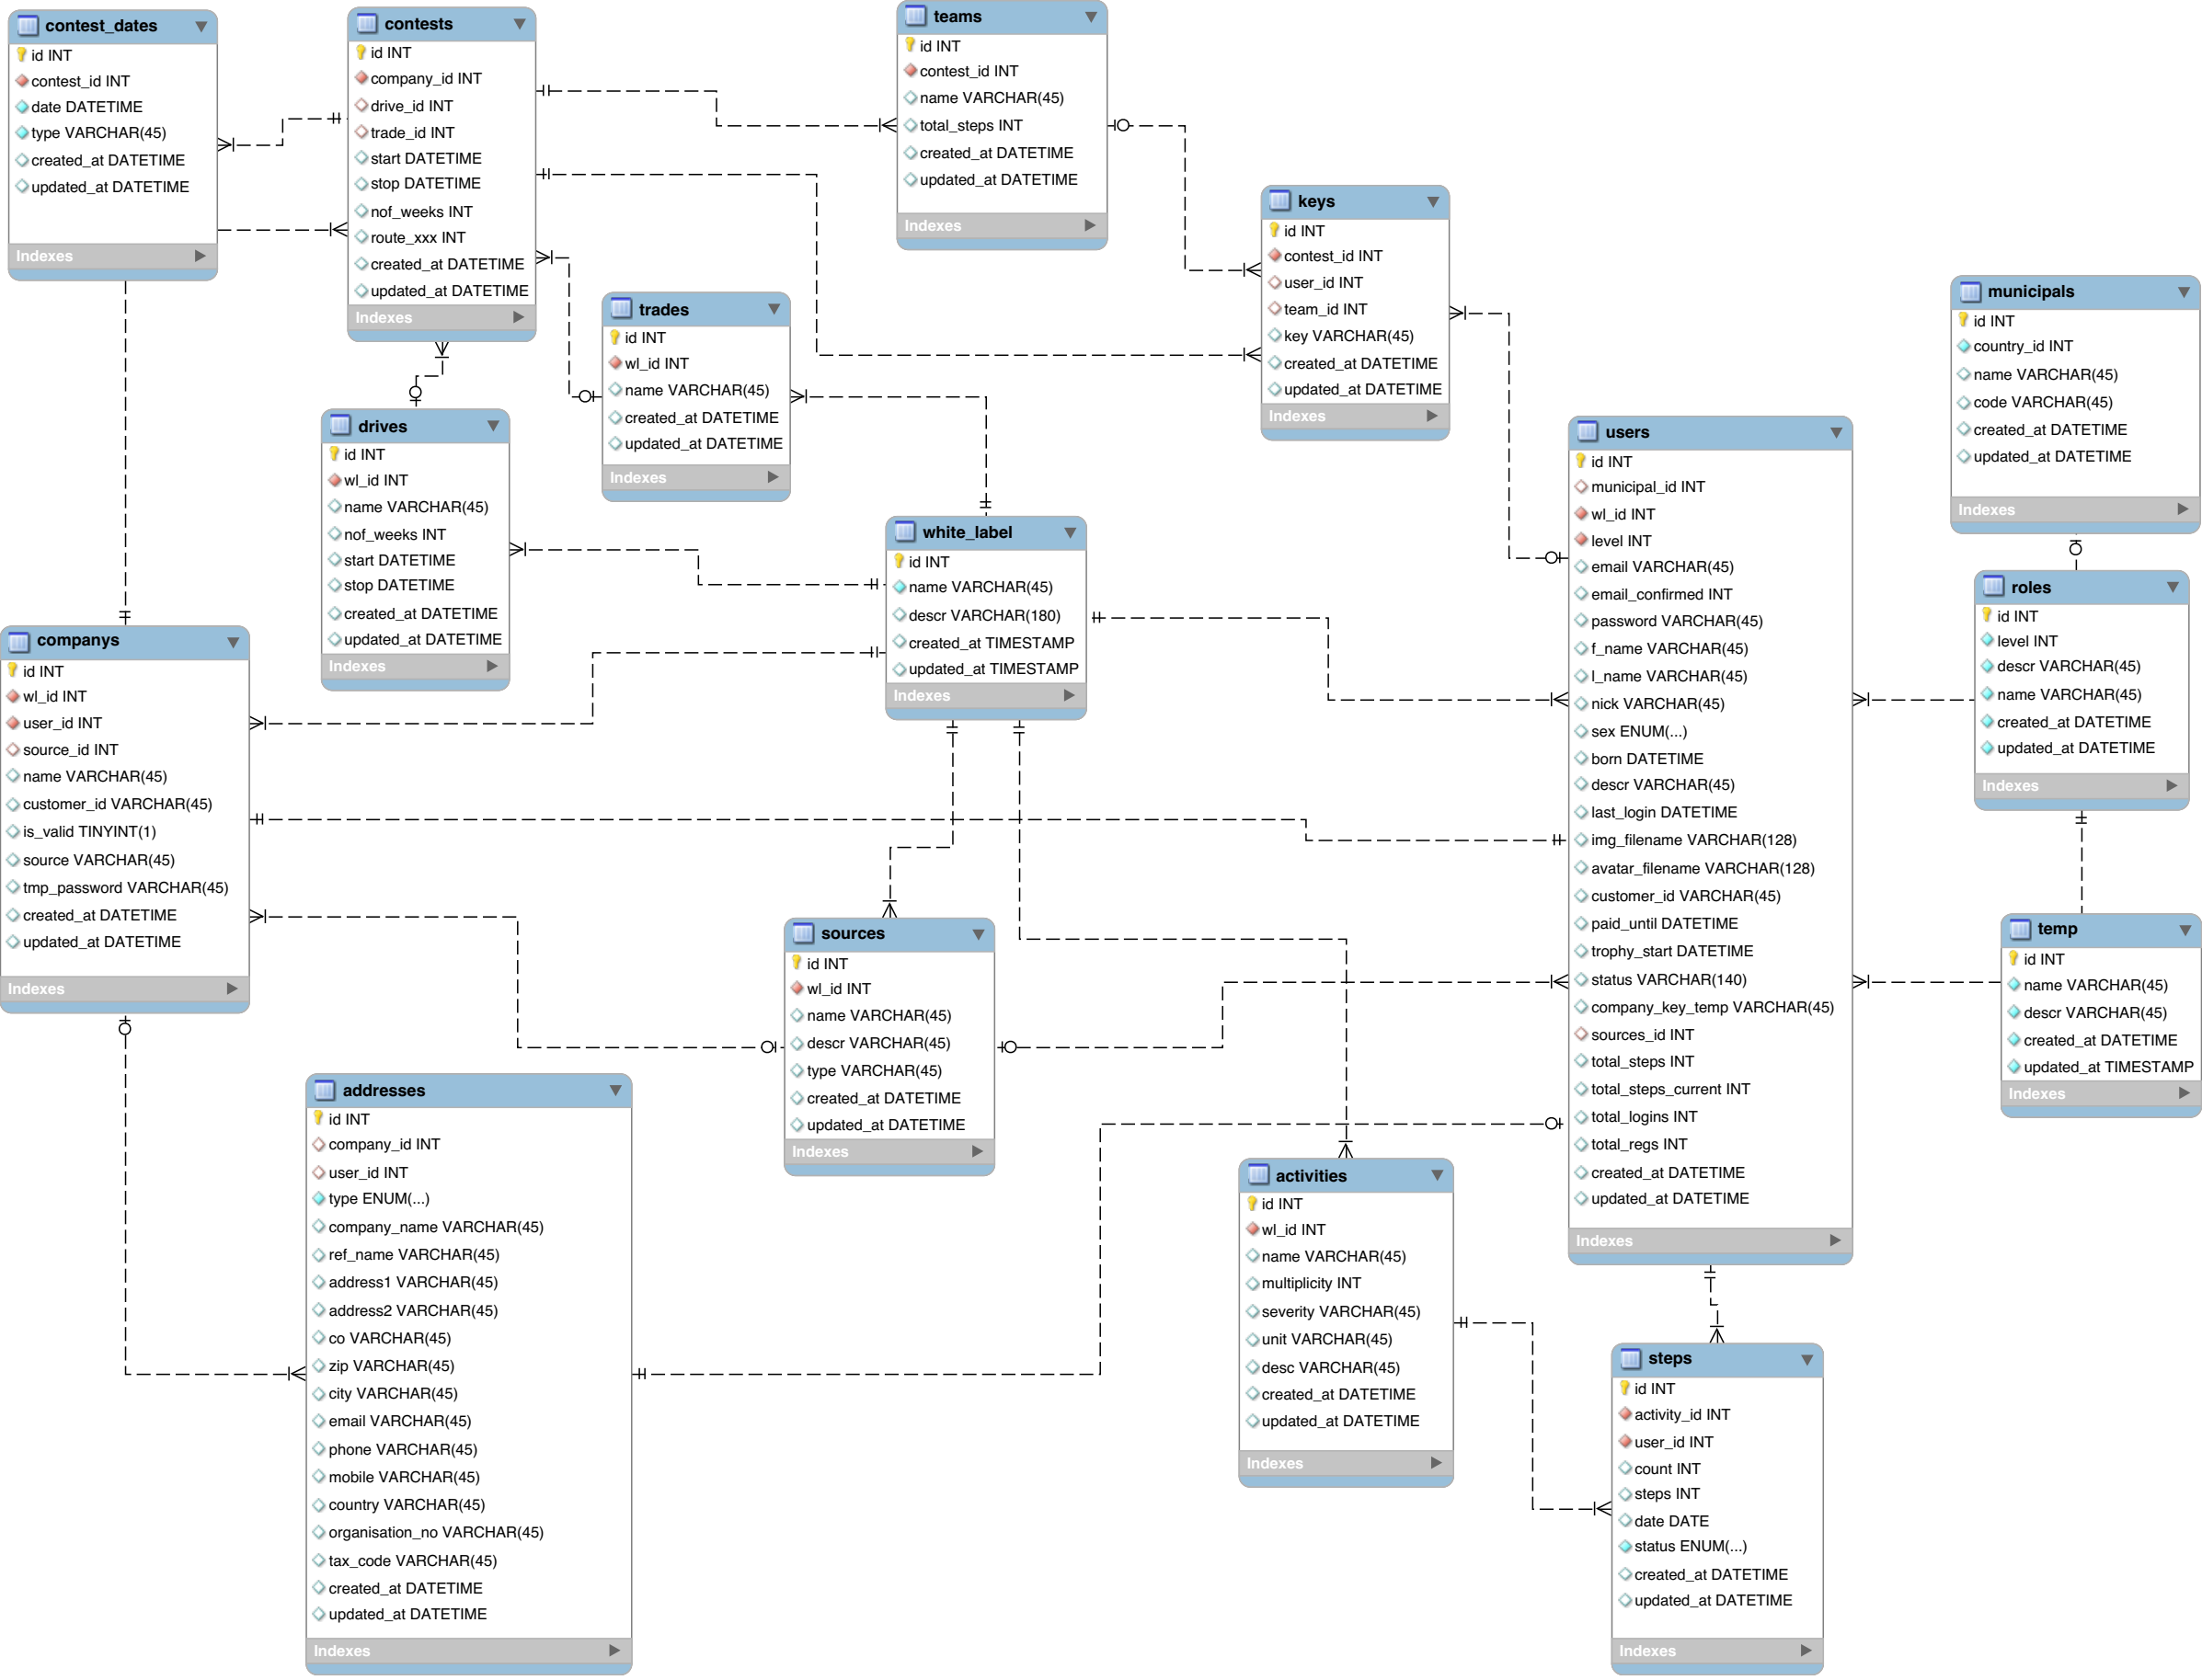 contest_dates
id INT
contest_id INT
date DATETIME
type VARCHAR(45)
created_at DATETIME
updated_at DATETIME
Indexes
contests
id INT
company_id INT
drive_id INT
trade_id INT
start DATETIME
stop DATETIME
nof_weeks INT
route_xxx INT
created_at DATETIME
updated_at DATETIME
Indexes
teams
id INT
contest_id INT
name VARCHAR(45)
total_steps INT
created_at DATETIME
updated_at DATETIME
Indexes
keys
id INT
contest_id INT
user_id INT
team_id INT
key VARCHAR(45)
created_at DATETIME
updated_at DATETIME
Indexes
municipals
id INT
country_id INT
name VARCHAR(45)
code VARCHAR(45)
created_at DATETIME
updated_at DATETIME
Indexes
trades
id INT
wl_id INT
name VARCHAR(45)
created_at DATETIME
updated_at DATETIME
Indexes
drives
id INT
wl_id INT
name VARCHAR(45)
nof_weeks INT
start DATETIME
stop DATETIME
created_at DATETIME
updated_at DATETIME
Indexes
white_label
id INT
name VARCHAR(45)
descr VARCHAR(180)
created_at TIMESTAMP
updated_at TIMESTAMP
Indexes
users
id INT
municipal_id INT
wl_id INT
level INT
email VARCHAR(45)
email_confirmed INT
password VARCHAR(45)
f_name VARCHAR(45)
l_name VARCHAR(45)
nick VARCHAR(45)
sex ENUM(...)
born DATETIME
descr VARCHAR(45)
last_login DATETIME
img_filename VARCHAR(128)
avatar_filename VARCHAR(128)
customer_id VARCHAR(45)
paid_until DATETIME
trophy_start DATETIME
status VARCHAR(140)
company_key_temp VARCHAR(45)
sources_id INT
total_steps INT
total_steps_current INT
total_logins INT
total_regs INT
created_at DATETIME
updated_at DATETIME
Indexes
roles
id INT
level INT
descr VARCHAR(45)
name VARCHAR(45)
created_at DATETIME
updated_at DATETIME
Indexes
companys
id INT
wl_id INT
user_id INT
source_id INT
name VARCHAR(45)
customer_id VARCHAR(45)
is_valid TINYINT(1)
source VARCHAR(45)
tmp_password VARCHAR(45)
created_at DATETIME
updated_at DATETIME
Indexes
sources
id INT
wl_id INT
name VARCHAR(45)
descr VARCHAR(45)
type VARCHAR(45)
created_at DATETIME
updated_at DATETIME
Indexes
temp
id INT
name VARCHAR(45)
descr VARCHAR(45)
created_at DATETIME
updated_at TIMESTAMP
Indexes
addresses
id INT
company_id INT
user_id INT
type ENUM(...)
company_name VARCHAR(45)
ref_name VARCHAR(45)
address1 VARCHAR(45)
address2 VARCHAR(45)
co VARCHAR(45)
zip VARCHAR(45)
city VARCHAR(45)
email VARCHAR(45)
phone VARCHAR(45)
mobile VARCHAR(45)
country VARCHAR(45)
organisation_no VARCHAR(45)
tax_code VARCHAR(45)
created_at DATETIME
updated_at DATETIME
Indexes
activities
id INT
wl_id INT
name VARCHAR(45)
multiplicity INT
severity VARCHAR(45)
unit VARCHAR(45)
desc VARCHAR(45)
created_at DATETIME
updated_at DATETIME
Indexes
steps
id INT
activity_id INT
user_id INT
count INT
steps INT
date DATE
status ENUM(...)
created_at DATETIME
updated_at DATETIME
Indexes